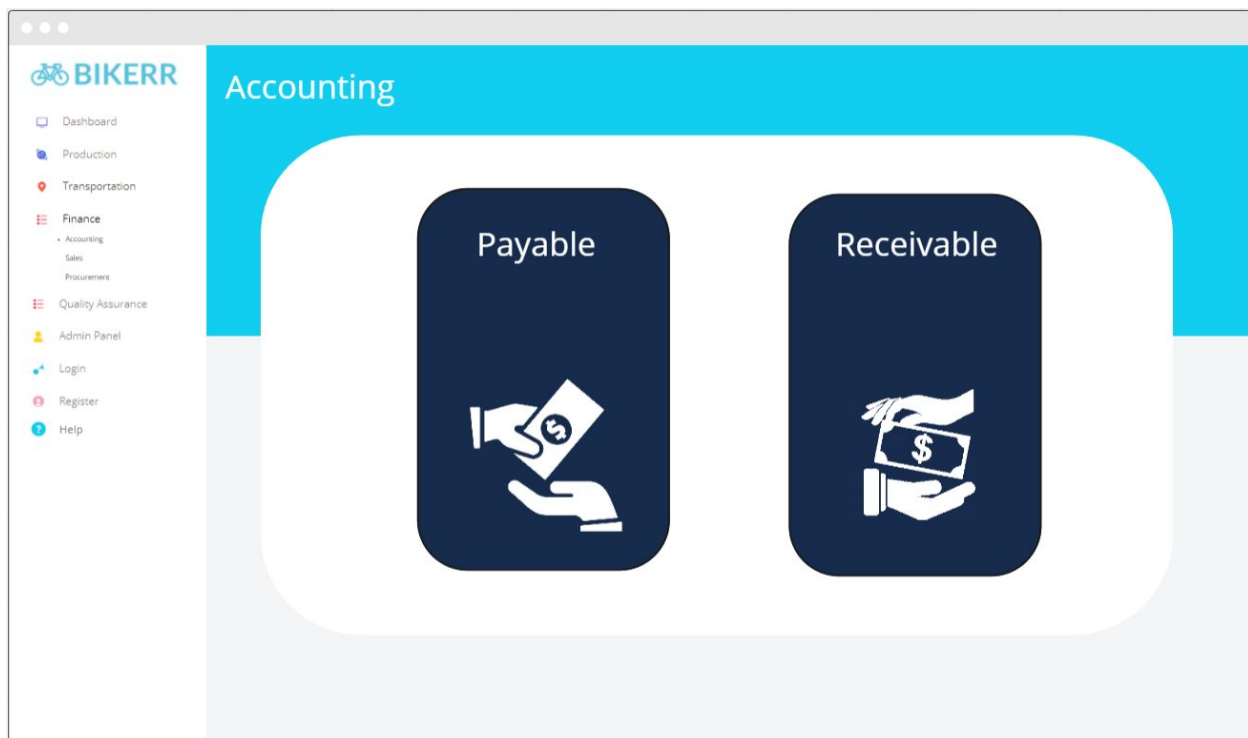 BIKERR
Dashboard
Production
Transportation
Finance
Accounting
Sales
Procurement
Quality Assurance
Admin Panel
Login
Register
? Help
Accounting
Payable
$
Receivable
$